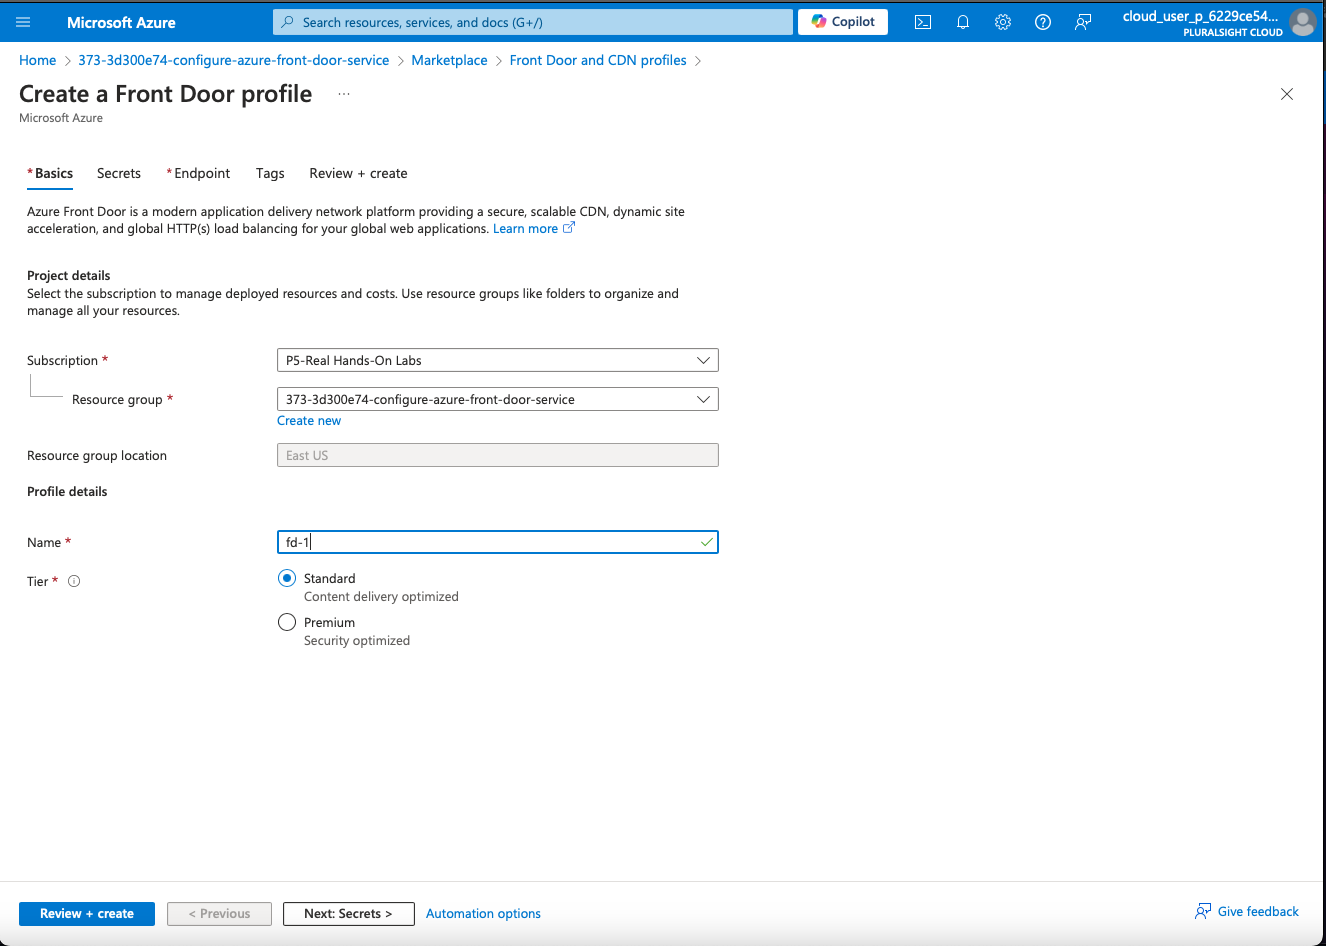 Microsoft Azure
Search resources, services, and docs (G+/)
Copilot
cloud_user_p_6229ce54...
PLURALSIGHT CLOUD
Home > 373-3d300e74-configure-azure-front-door-service > Marketplace > Front Door and CDN profiles >
Create a Front Door profile ...
Microsoft Azure
* Basics Secrets * Endpoint Tags Review + create
Azure Front Door is a modern application delivery network platform providing a secure, scalable CDN, dynamic site
acceleration, and global HTTP(s) load balancing for your global web applications. Learn more
Project details
Select the subscription to manage deployed resources and costs. Use resource groups like folders to organize and
manage all your resources.
Subscription * P5-Real Hands-On Labs
Resource group * 373-3d300e74-configure-azure-front-door-service
Create new
Resource group location East US
Profile details
Name * fd-1
Tier * Standard
Content delivery optimized
Premium
Security optimized
Review + create < Previous Next: Secrets > Automation options Give feedback